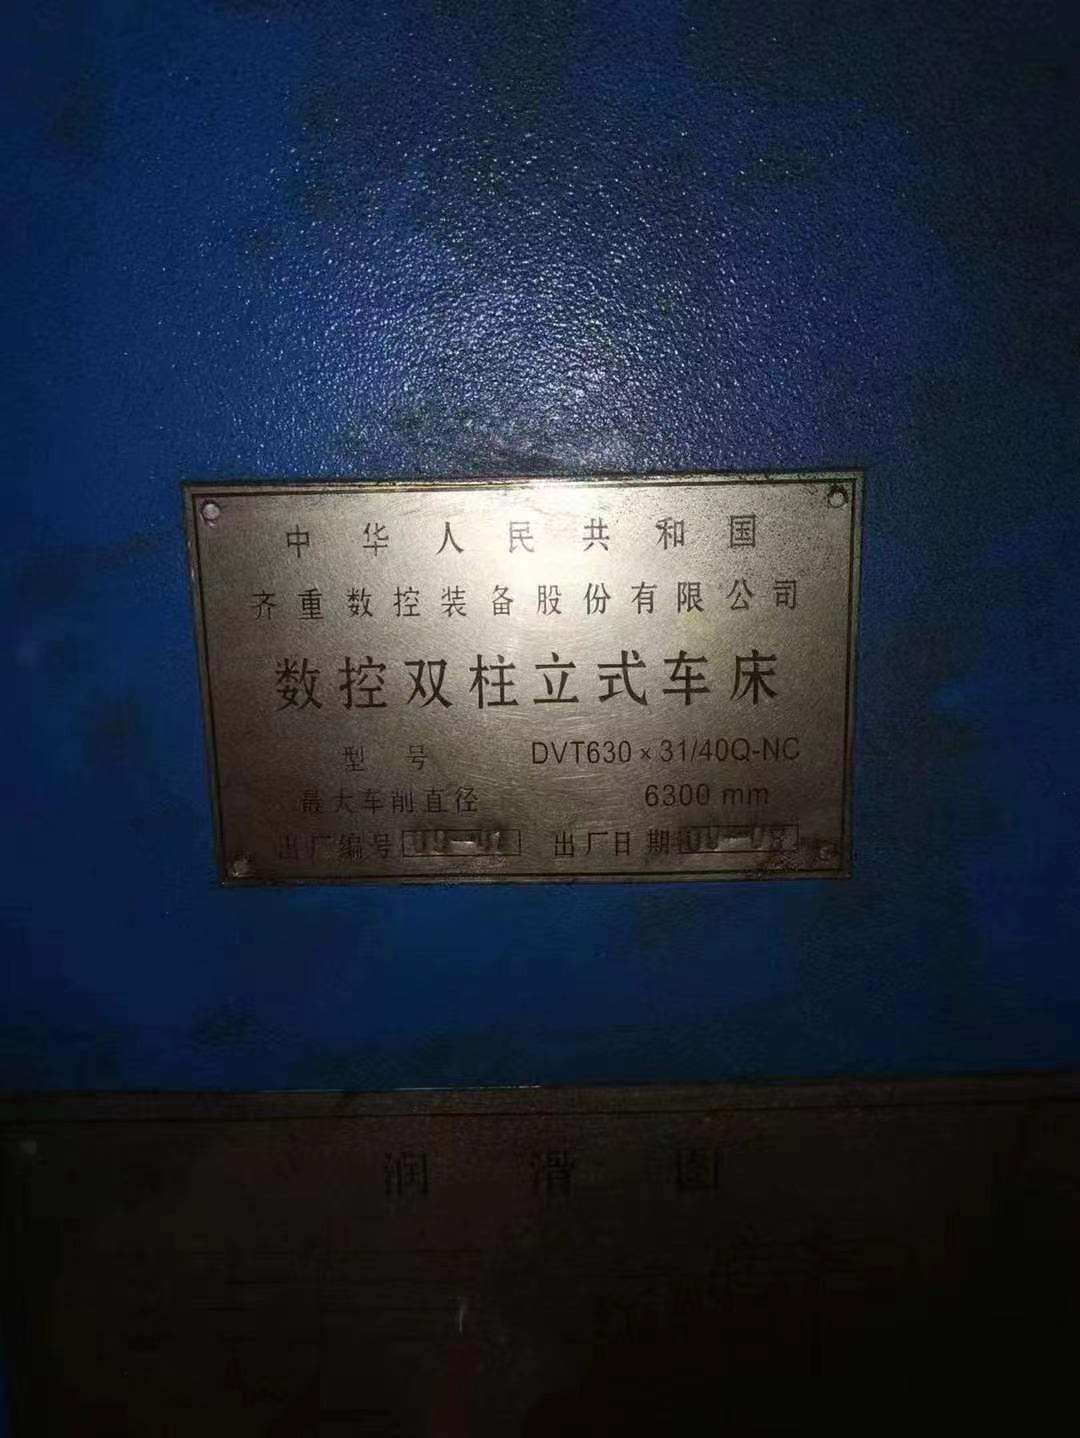 中华人民共和国
齐重数控装备股份有限公司
数控双柱立式车床
型号 DVT630×31/40Q-NC
最大车削直径 6300 mm
出厂编号 出厂日期
润滑图